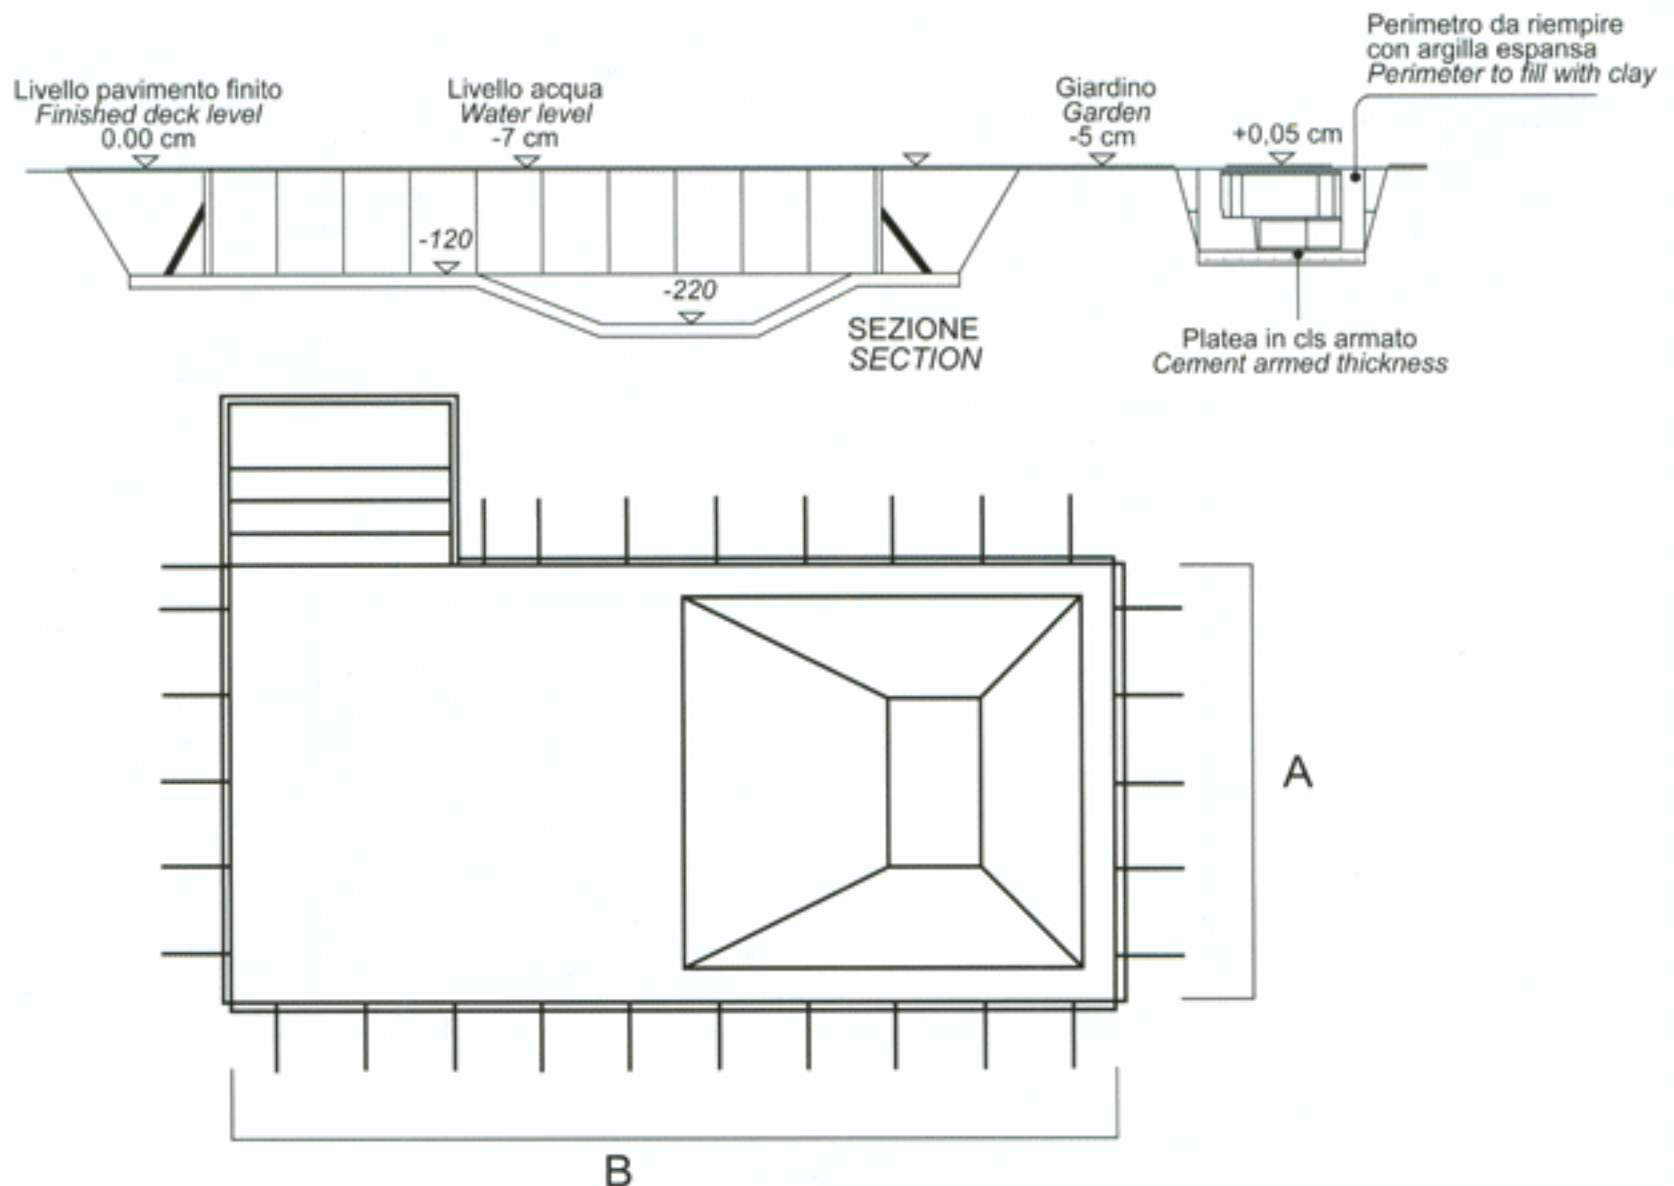 Perimetro da riempire
con argilla espansa
Perimeter to fill with clay
Livello pavimento finito
Finished deck level
0.00 cm
Livello acqua
Water level
-7 cm
Giardino
Garden
-5 cm
+0,05 cm
-120
-220
SEZIONE
SECTION
Platea in cls armato
Cement armed thickness
A
B